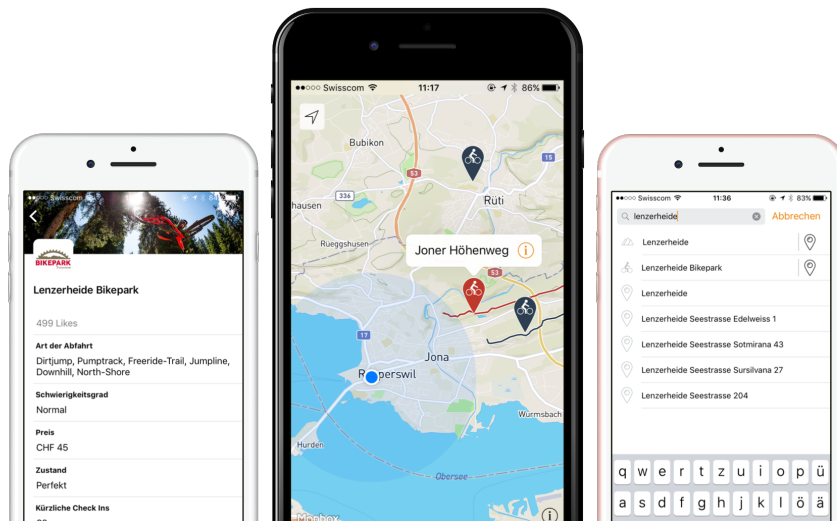 Swisscom
BIKEPARK
Lenzerheide Bikepark
499 Likes
Art der Abfahrt
Dirtjump, Pumptrack, Freeride-Trail, Jumpline,
Downhill, North-Shore
Schwierigkeitsgrad
Normal
Preis
CHF 45
Zustand
Perfekt
Kürzliche Check Ins
Swisscom 11:17 86%
Bubikon
15
53
336
hausen
Rüti
Rueggshusen
Joner Höhenweg
53
17
Jona
Rapperswil
Wurmsbach
Hurden
Obersee
Mapbox
Swisscom 11:36 83%
lenzerheide Abbrechen
Lenzerheide
Lenzerheide Bikepark
Lenzerheide
Lenzerheide Seestrasse Edelweiss 1
Lenzerheide Seestrasse Sotmirana 43
Lenzerheide Seestrasse Sursilvana 27
Lenzerheide Seestrasse 204
q w e r t z u i o p ü
a s d f g h j k l ö ä